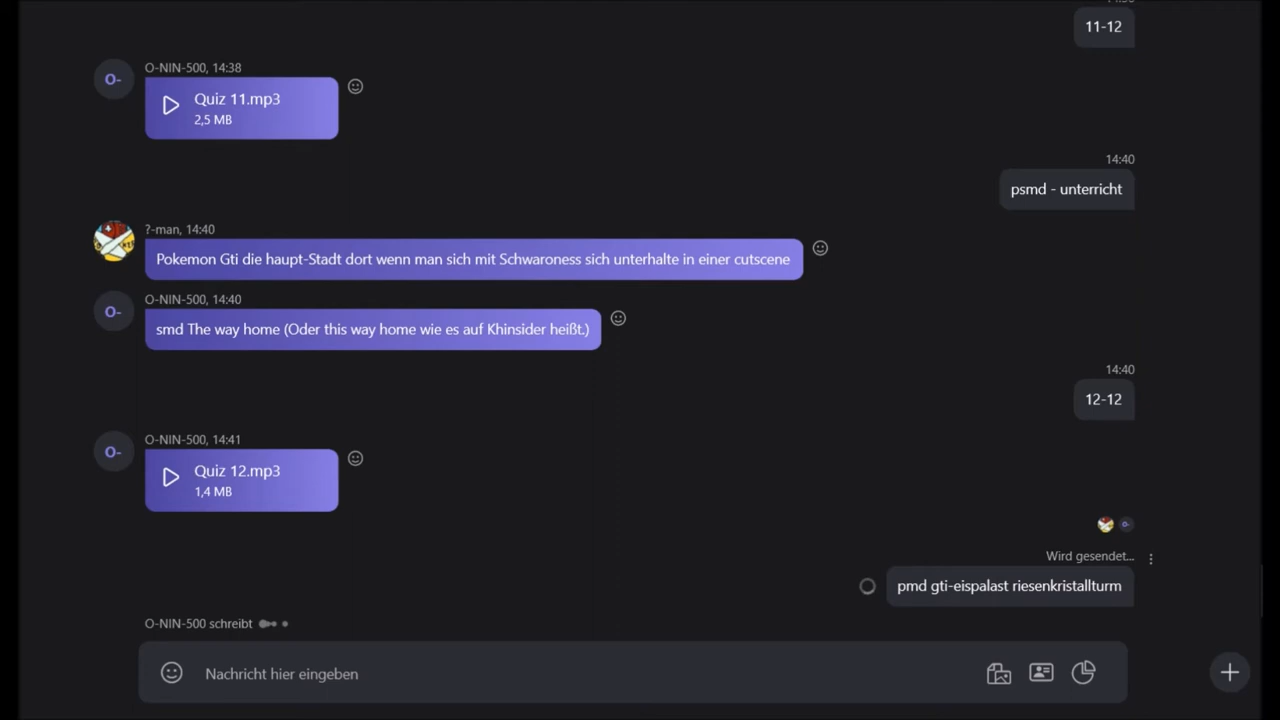 11-12
O-NIN-500, 14:38
O-
Quiz 11.mp3
2,5 MB
14:40
psmd - unterricht
?-man, 14:40
Pokemon Gti die haupt-Stadt dort wenn man sich mit Schwaroness sich unterhalte in einer cutscene
O-NIN-500, 14:40
O-
smd The way home (Oder this way home wie es auf Khinsider heißt.)
14:40
12-12
O-NIN-500, 14:41
O-
Quiz 12.mp3
1,4 MB
O-
Wird gesendet...
pmd gti-eispalast riesenkristallturm
O-NIN-500 schreibt
Nachricht hier eingeben